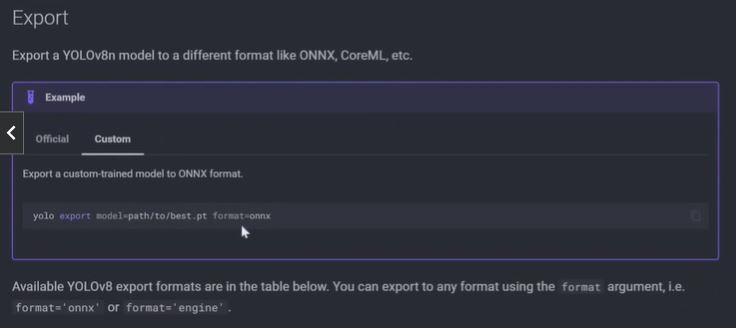 Export
Export a YOLOv8n model to a different format like ONNX, CoreML, etc.
Example
Official Custom
Export a custom-trained model to ONNX format.
yolo export model=path/to/best.pt format=onnx
Available YOLOv8 export formats are in the table below. You can export to any format using the format argument, i.e.
format='onnx' or format='engine'.